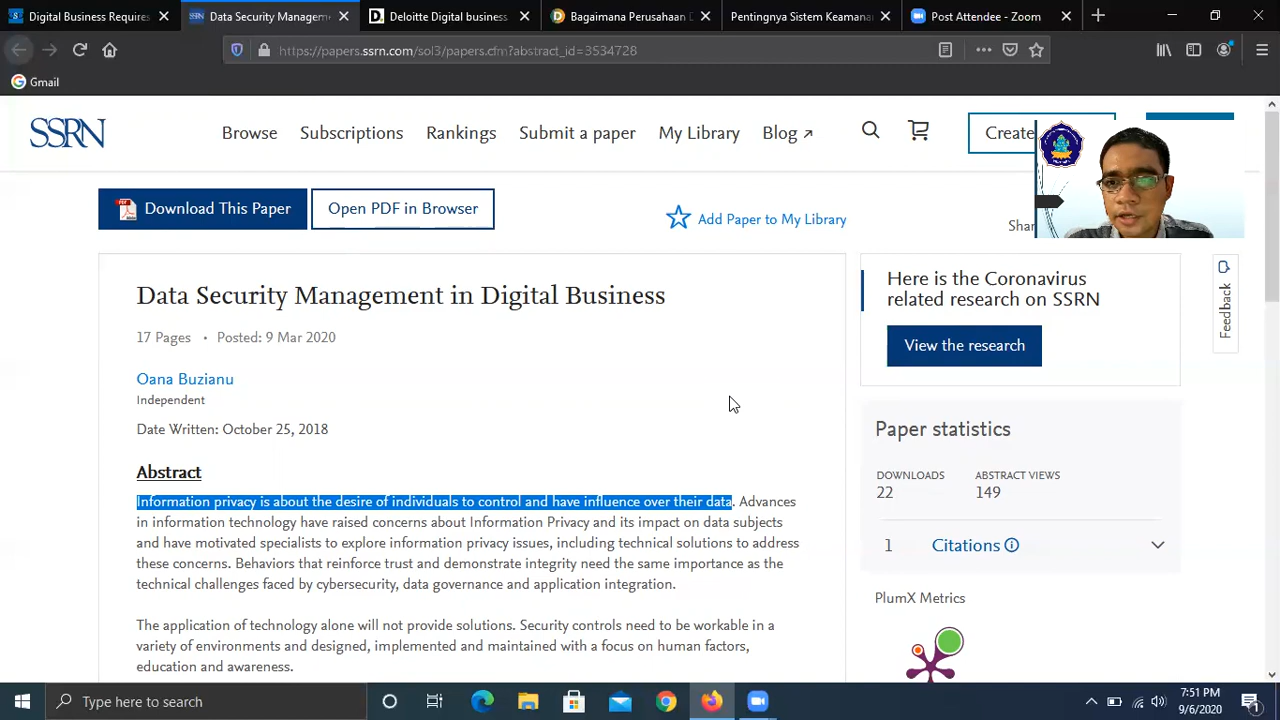 Digital Business Requires
Data Security Manageme
Deloitte Digital business
Bagaimana Perusahaan D
Pentingnya Sistem Keamana
Post Attendee - Zoom
https://papers.ssrn.com/sol3/papers.cfm?abstract_id=3534728
Gmail
SSRN
Browse
Subscriptions
Rankings
Submit a paper
My Library
Blog ↗
Create
Download This Paper
Open PDF in Browser
Add Paper to My Library
Shar
Data Security Management in Digital Business
17 Pages • Posted: 9 Mar 2020
Oana Buzianu
Independent
Date Written: October 25, 2018
Abstract
Information privacy is about the desire of individuals to control and have influence over their data. Advances
in information technology have raised concerns about Information Privacy and its impact on data subjects
and have motivated specialists to explore information privacy issues, including technical solutions to address
these concerns. Behaviors that reinforce trust and demonstrate integrity need the same importance as the
technical challenges faced by cybersecurity, data governance and application integration.
The application of technology alone will not provide solutions. Security controls need to be workable in a
variety of environments and designed, implemented and maintained with a focus on human factors,
education and awareness.
Here is the Coronavirus
related research on SSRN
View the research
Feedback
Paper statistics
DOWNLOADS
22
ABSTRACT VIEWS
149
1 Citations
PlumX Metrics
Type here to search
7:51 PM
9/6/2020
1